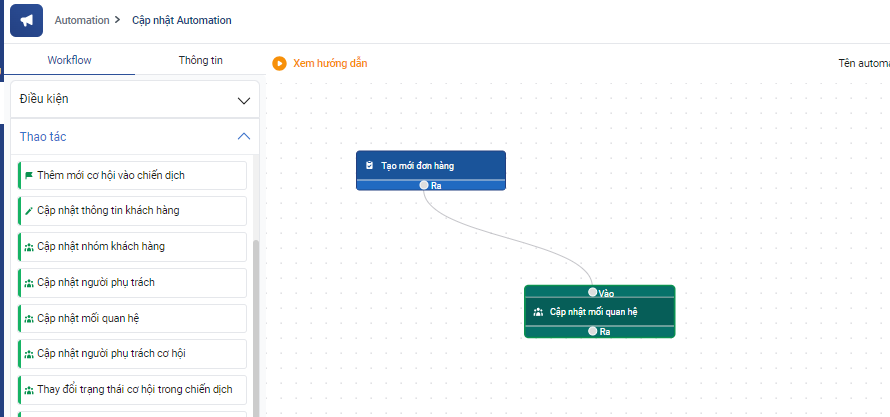 Automation > Cập nhật Automation
Workflow
Thông tin
Xem hướng dẫn
Tên automa
Điều kiện
Thao tác
Thêm mới cơ hội vào chiến dịch
Cập nhật thông tin khách hàng
Cập nhật nhóm khách hàng
Cập nhật người phụ trách
Cập nhật mối quan hệ
Cập nhật người phụ trách cơ hội
Thay đổi trạng thái cơ hội trong chiến dịch
Tạo mới đơn hàng
Ra
Vào
Cập nhật mối quan hệ
Ra